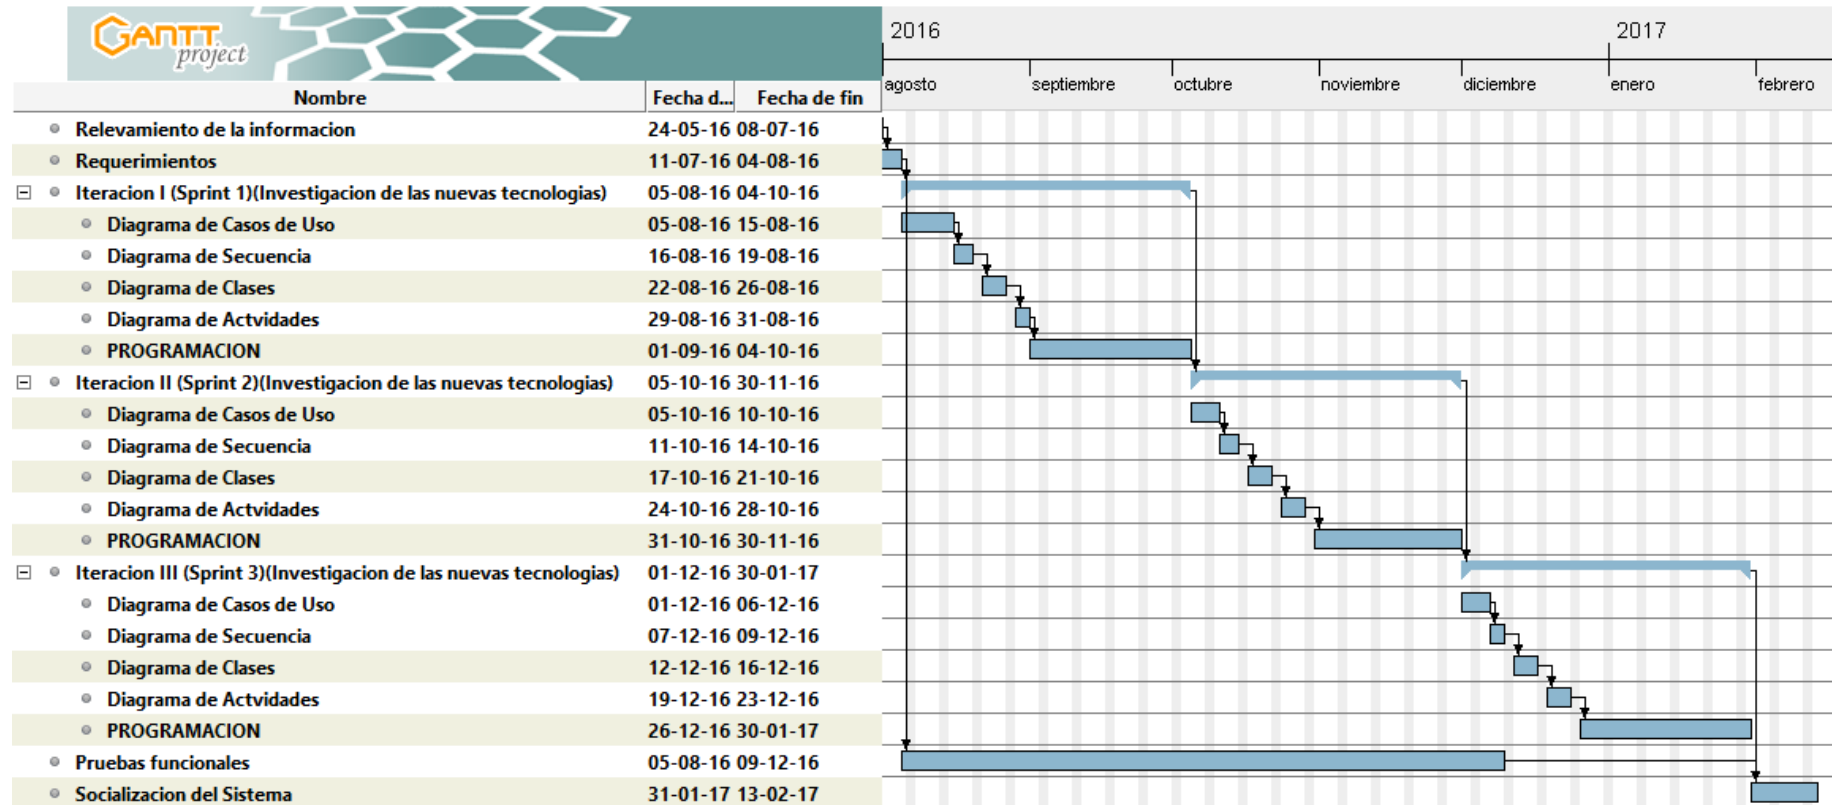 GANTT
project
2016 2017
agosto septiembre octubre noviembre diciembre enero febrero
Nombre Fecha d... Fecha de fin
Relevamiento de la informacion 24-05-16 08-07-16
Requerimientos 11-07-16 04-08-16
Iteracion I (Sprint 1)(Investigacion de las nuevas tecnologias) 05-08-16 04-10-16
Diagrama de Casos de Uso 05-08-16 15-08-16
Diagrama de Secuencia 16-08-16 19-08-16
Diagrama de Clases 22-08-16 26-08-16
Diagrama de Actvidades 29-08-16 31-08-16
PROGRAMACION 01-09-16 04-10-16
Iteracion II (Sprint 2)(Investigacion de las nuevas tecnologias) 05-10-16 30-11-16
Diagrama de Casos de Uso 05-10-16 10-10-16
Diagrama de Secuencia 11-10-16 14-10-16
Diagrama de Clases 17-10-16 21-10-16
Diagrama de Actvidades 24-10-16 28-10-16
PROGRAMACION 31-10-16 30-11-16
Iteracion III (Sprint 3)(Investigacion de las nuevas tecnologias) 01-12-16 30-01-17
Diagrama de Casos de Uso 01-12-16 06-12-16
Diagrama de Secuencia 07-12-16 09-12-16
Diagrama de Clases 12-12-16 16-12-16
Diagrama de Actvidades 19-12-16 23-12-16
PROGRAMACION 26-12-16 30-01-17
Pruebas funcionales 05-08-16 09-12-16
Socializacion del Sistema 31-01-17 13-02-17